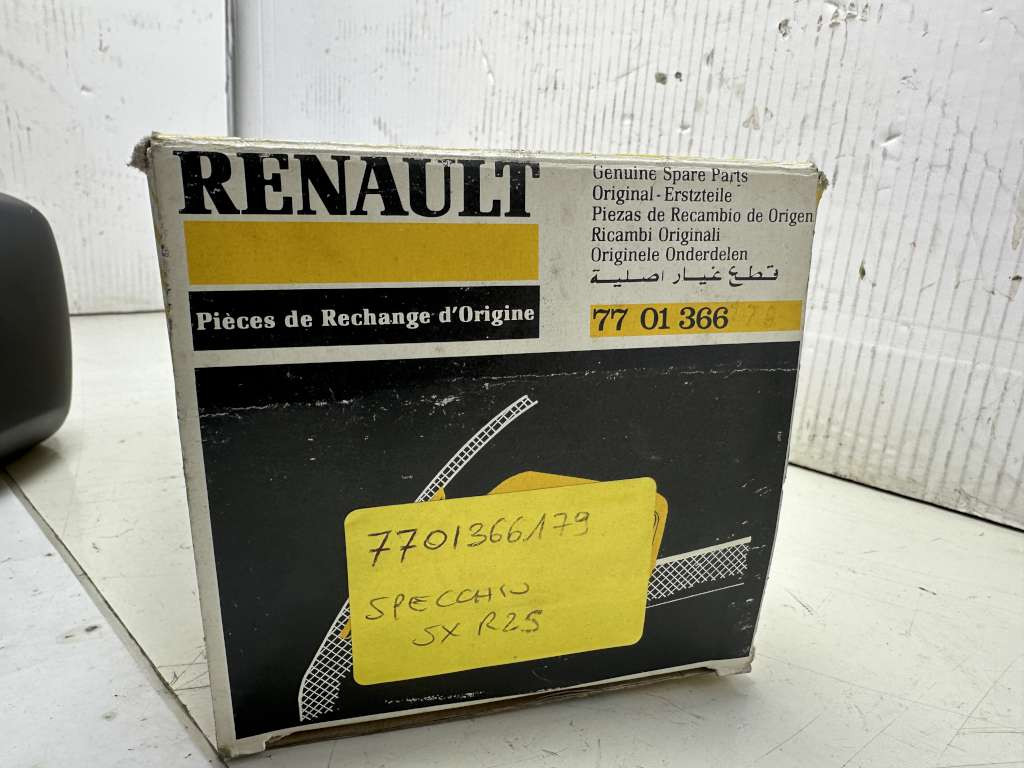 RENAULT
Pièces de Rechange d'Origine
Genuine Spare Parts
Original-Erstzteile
Piezas de Recambio de Origen
Ricambi Originali
Originele Onderdelen
قطع غيار اصلية
77 01 366
7701366179
SPECCHIO
SX R25